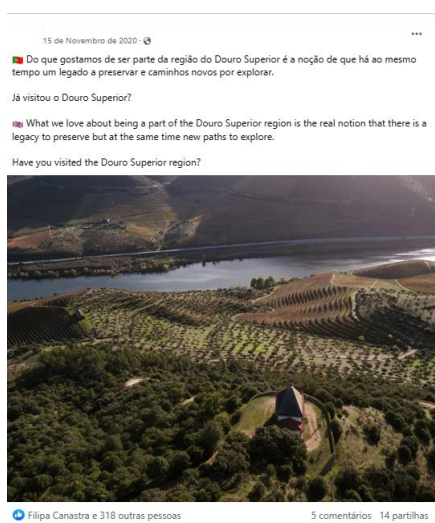 15 de Novembro de 2020 ·
Do que gostamos de ser parte da região do Douro Superior é a noção de que há ao mesmo
tempo um legado a preservar e caminhos novos por explorar.
Já visitou o Douro Superior?
What we love about being a part of the Douro Superior region is the real notion that there is a
legacy to preserve but at the same time new paths to explore.
Have you visited the Douro Superior region?
Filipa Canastra e 318 outras pessoas 5 comentários 14 partilhas